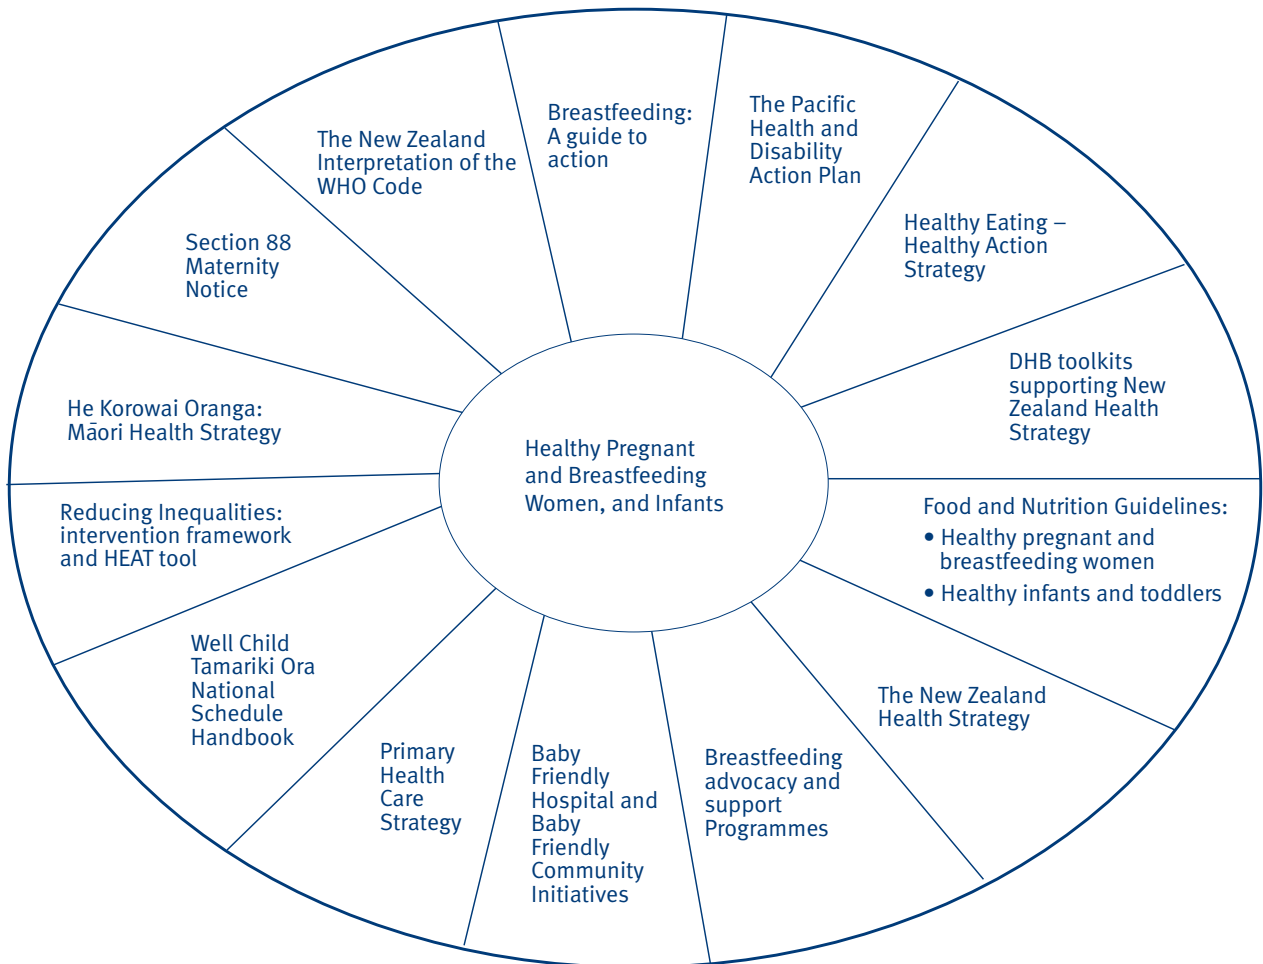 Breastfeeding:
A guide to
action
The Pacific
Health and
Disability
Action Plan
Healthy Eating –
Healthy Action
Strategy
DHB toolkits
supporting New
Zealand Health
Strategy
Food and Nutrition Guidelines:
• Healthy pregnant and
breastfeeding women
• Healthy infants and toddlers
The New Zealand
Health Strategy
Breastfeeding
advocacy and
support
Programmes
Baby
Friendly
Hospital and
Baby
Friendly
Community
Initiatives
Primary
Health
Care
Strategy
Well Child
Tamariki Ora
National
Schedule
Handbook
Reducing Inequalities:
intervention framework
and HEAT tool
He Korowai Oranga:
Māori Health Strategy
Section 88
Maternity
Notice
The New Zealand
Interpretation of the
WHO Code
Healthy Pregnant
and Breastfeeding
Women, and Infants